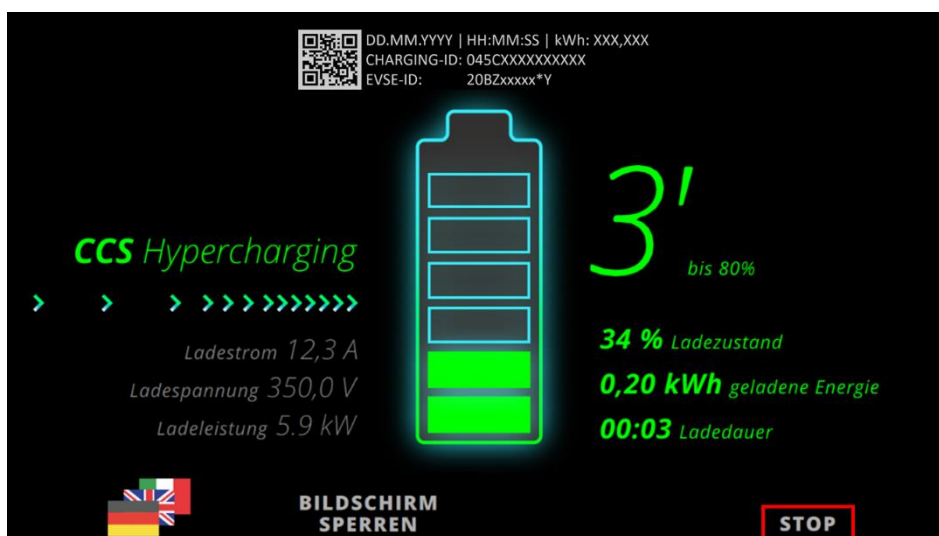 DD.MM.YYYY | HH:MM:SS | kWh: XXX,XXX
CHARGING-ID: 045CXXXXXXXXXX
EVSE-ID: 20BZxxxxx*Y
3'
bis 80%
CCS Hypercharging
Ladestrom 12,3 A
Ladespannung 350,0 V
Ladeleistung 5.9 kW
34 % Ladezustand
0,20 kWh geladene Energie
00:03 Ladedauer
BILDSCHIRM
SPERREN
STOP